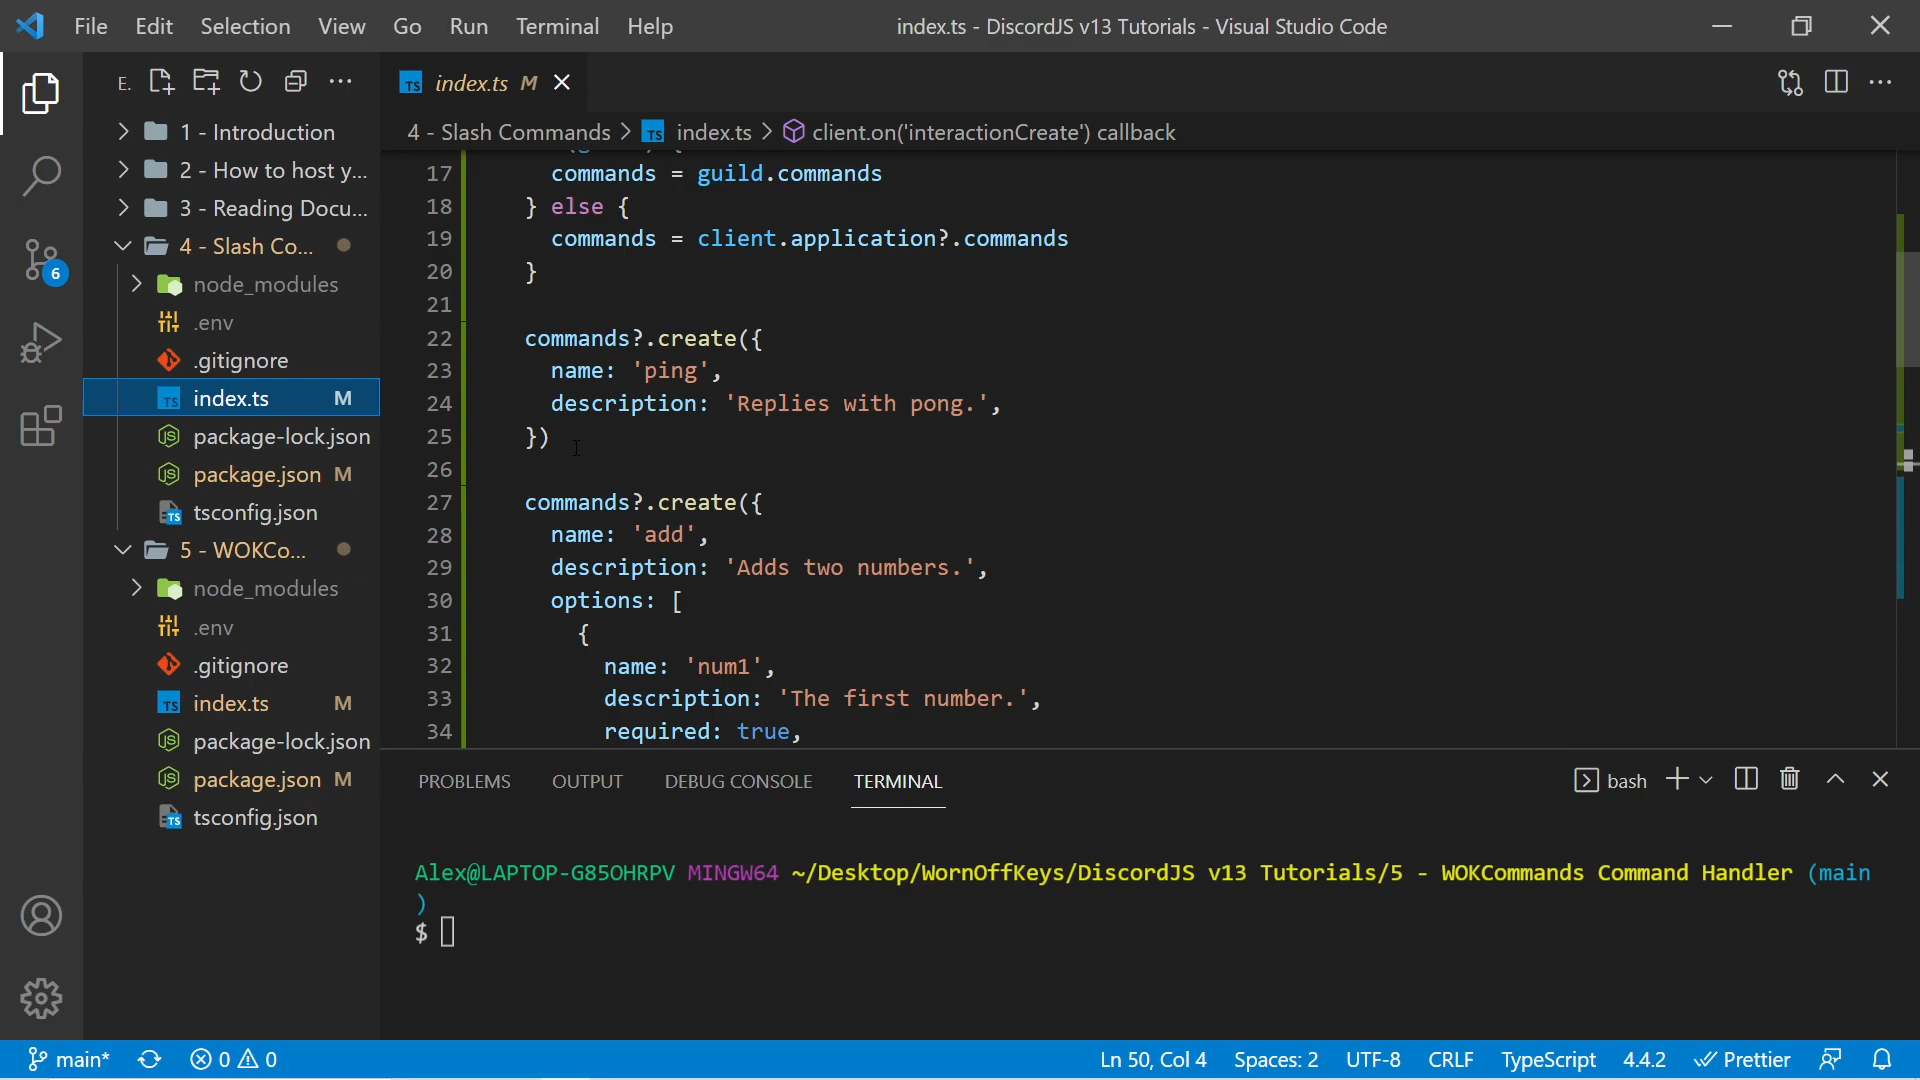 File Edit Selection View Go Run Terminal Help
index.ts - DiscordJS v13 Tutorials - Visual Studio Code
E.
1 - Introduction
2 - How to host y...
3 - Reading Docu...
4 - Slash Co...
node_modules
.env
.gitignore
index.ts M
package-lock.json
package.json M
tsconfig.json
5 - WOKCo...
node_modules
.env
.gitignore
index.ts M
package-lock.json
package.json M
tsconfig.json
6
TS index.ts M
4 - Slash Commands > TS index.ts > client.on('interactionCreate') callback
17 commands = guild.commands
18 } else {
19 commands = client.application?.commands
20 }
21
22 commands?.create({
23 name: 'ping',
24 description: 'Replies with pong.',
25 })
26
27 commands?.create({
28 name: 'add',
29 description: 'Adds two numbers.',
30 options: [
31 {
32 name: 'num1',
33 description: 'The first number.',
34 required: true,
PROBLEMS OUTPUT DEBUG CONSOLE TERMINAL
bash
Alex@LAPTOP-G85OHRPV MINGW64 ~/Desktop/WornOffKeys/DiscordJS v13 Tutorials/5 - WOKCommands Command Handler (main
)
$
main* 0 0
Ln 50, Col 4 Spaces: 2 UTF-8 CRLF TypeScript 4.4.2 Prettier